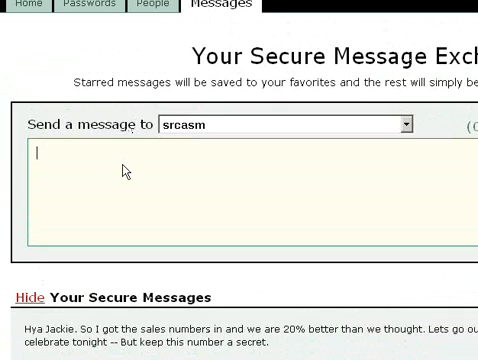 Home Passwords People Messages
Your Secure Message Exch
Starred messages will be saved to your favorites and the rest will simply be
Send a message to srcasm
Hide Your Secure Messages
Hya Jackie. So I got the sales numbers in and we are 20% better than we thought. Lets go ou
celebrate tonight -- But keep this number a secret.